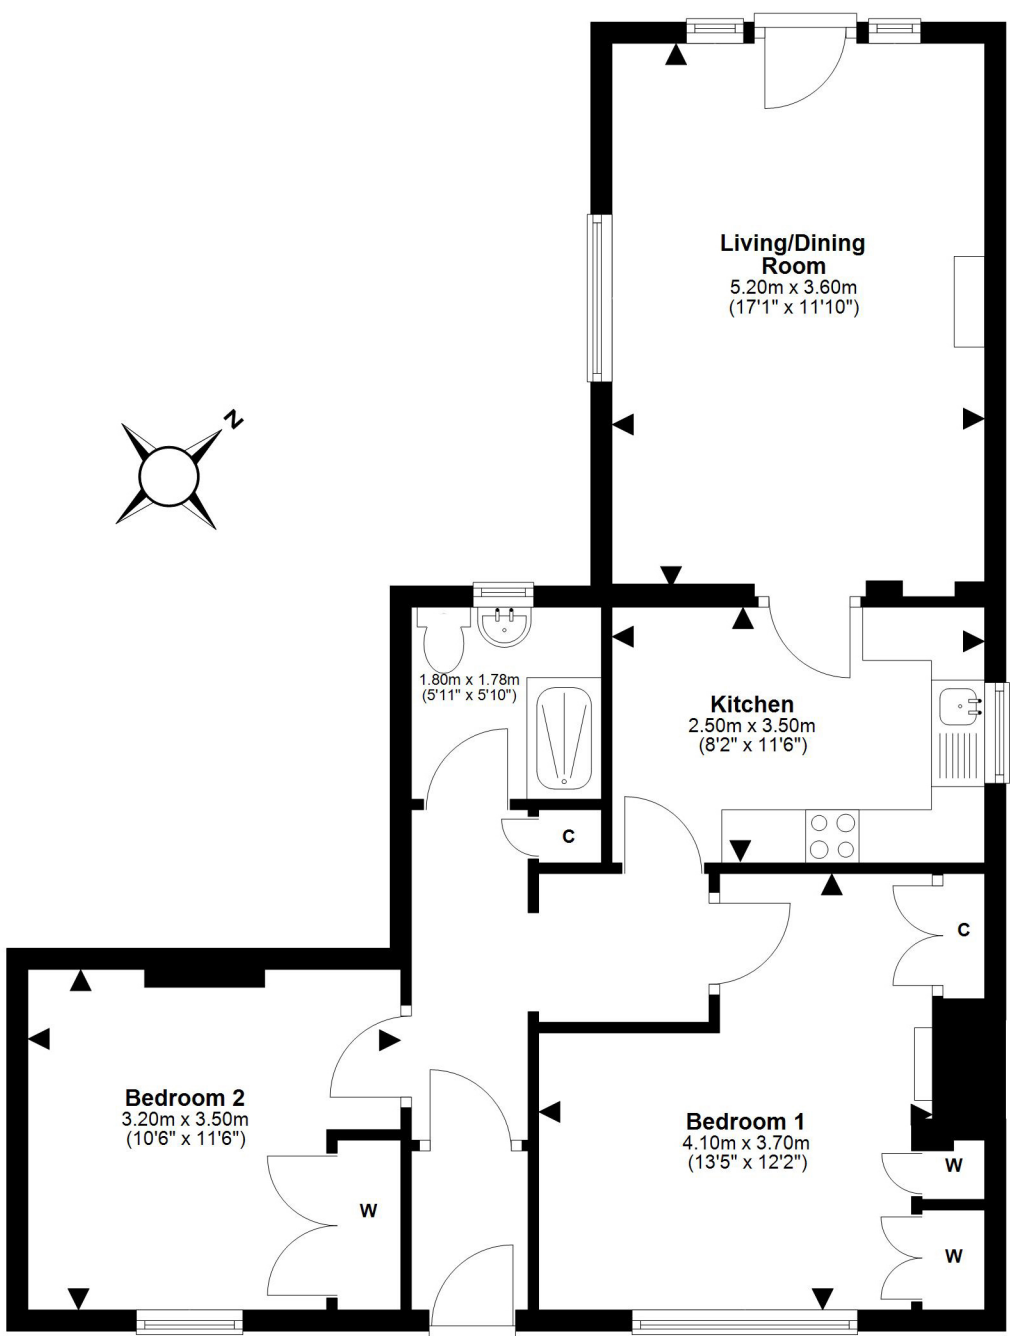 Living/Dining
Room
5.20m x 3.60m
(17'1" x 11'10")
N
1.80m x 1.78m
(5'11" x 5'10")
Kitchen
2.50m x 3.50m
(8'2" x 11'6")
C
C
Bedroom 2
3.20m x 3.50m
(10'6" x 11'6")
Bedroom 1
4.10m x 3.70m
(13'5" x 12'2")
W
W
W